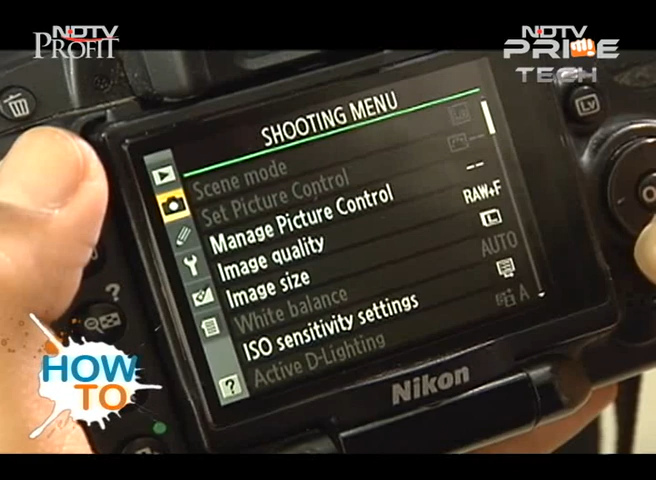 NDTV
PROFIT
NDTV
PRIME
TECH
Lv
SHOOTING MENU
Scene mode
Set Picture Control
Manage Picture Control --
Image quality RAW+F
Image size L
White balance AUTO
ISO sensitivity settings
Active D-Lighting A
?
?
Nikon
HOW
TO